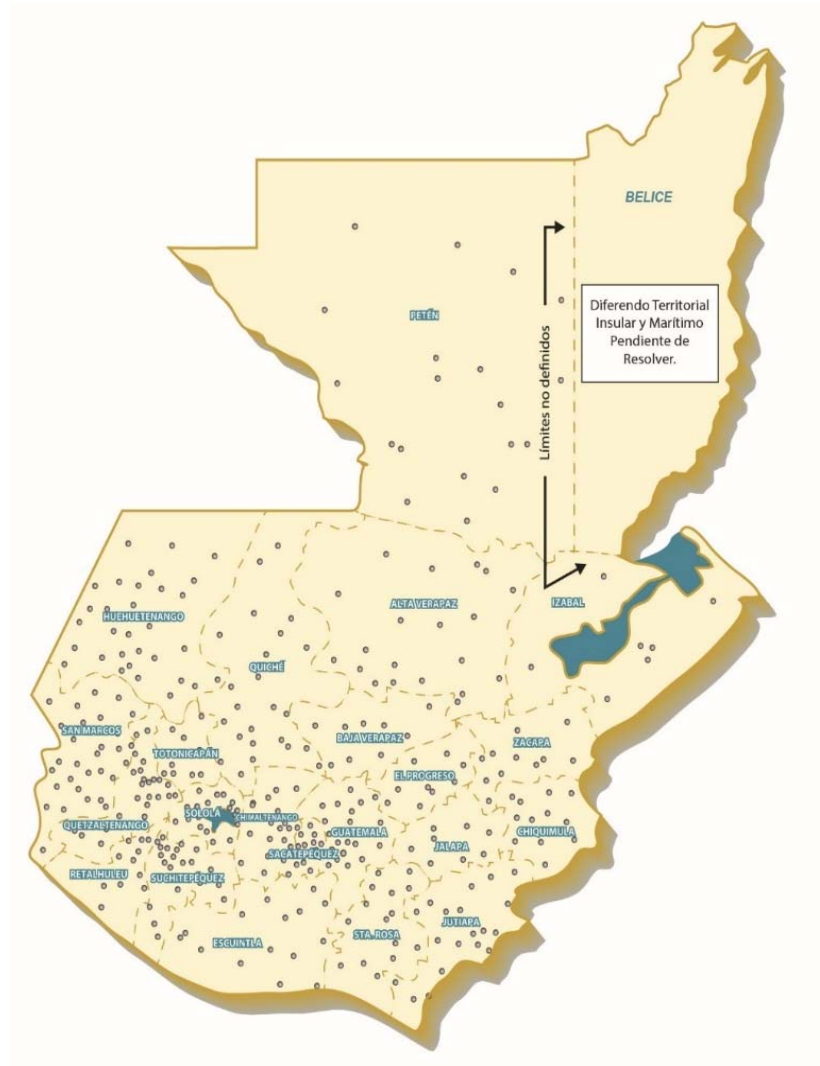 BELICE
Diferendo Territorial
Insular y Marítimo
Pendiente de
Resolver.
Límites no definidos
PETÉN
HUEHUETENANGO
ALTA VERAPAZ
IZABAL
QUICHÉ
SAN MARCOS
TOTONICAPÁN
BAJA VERAPAZ
ZACAPA
EL PROGRESO
SOLOLA
CHIMALTENANGO
QUETZALTENANGO
GUATEMALA
CHIQUIMULA
JALAPA
SACATEPÉQUEZ
RETALHULEU
SUCHITEPÉQUEZ
JUTIAPA
STA. ROSA
ESCUINTLA